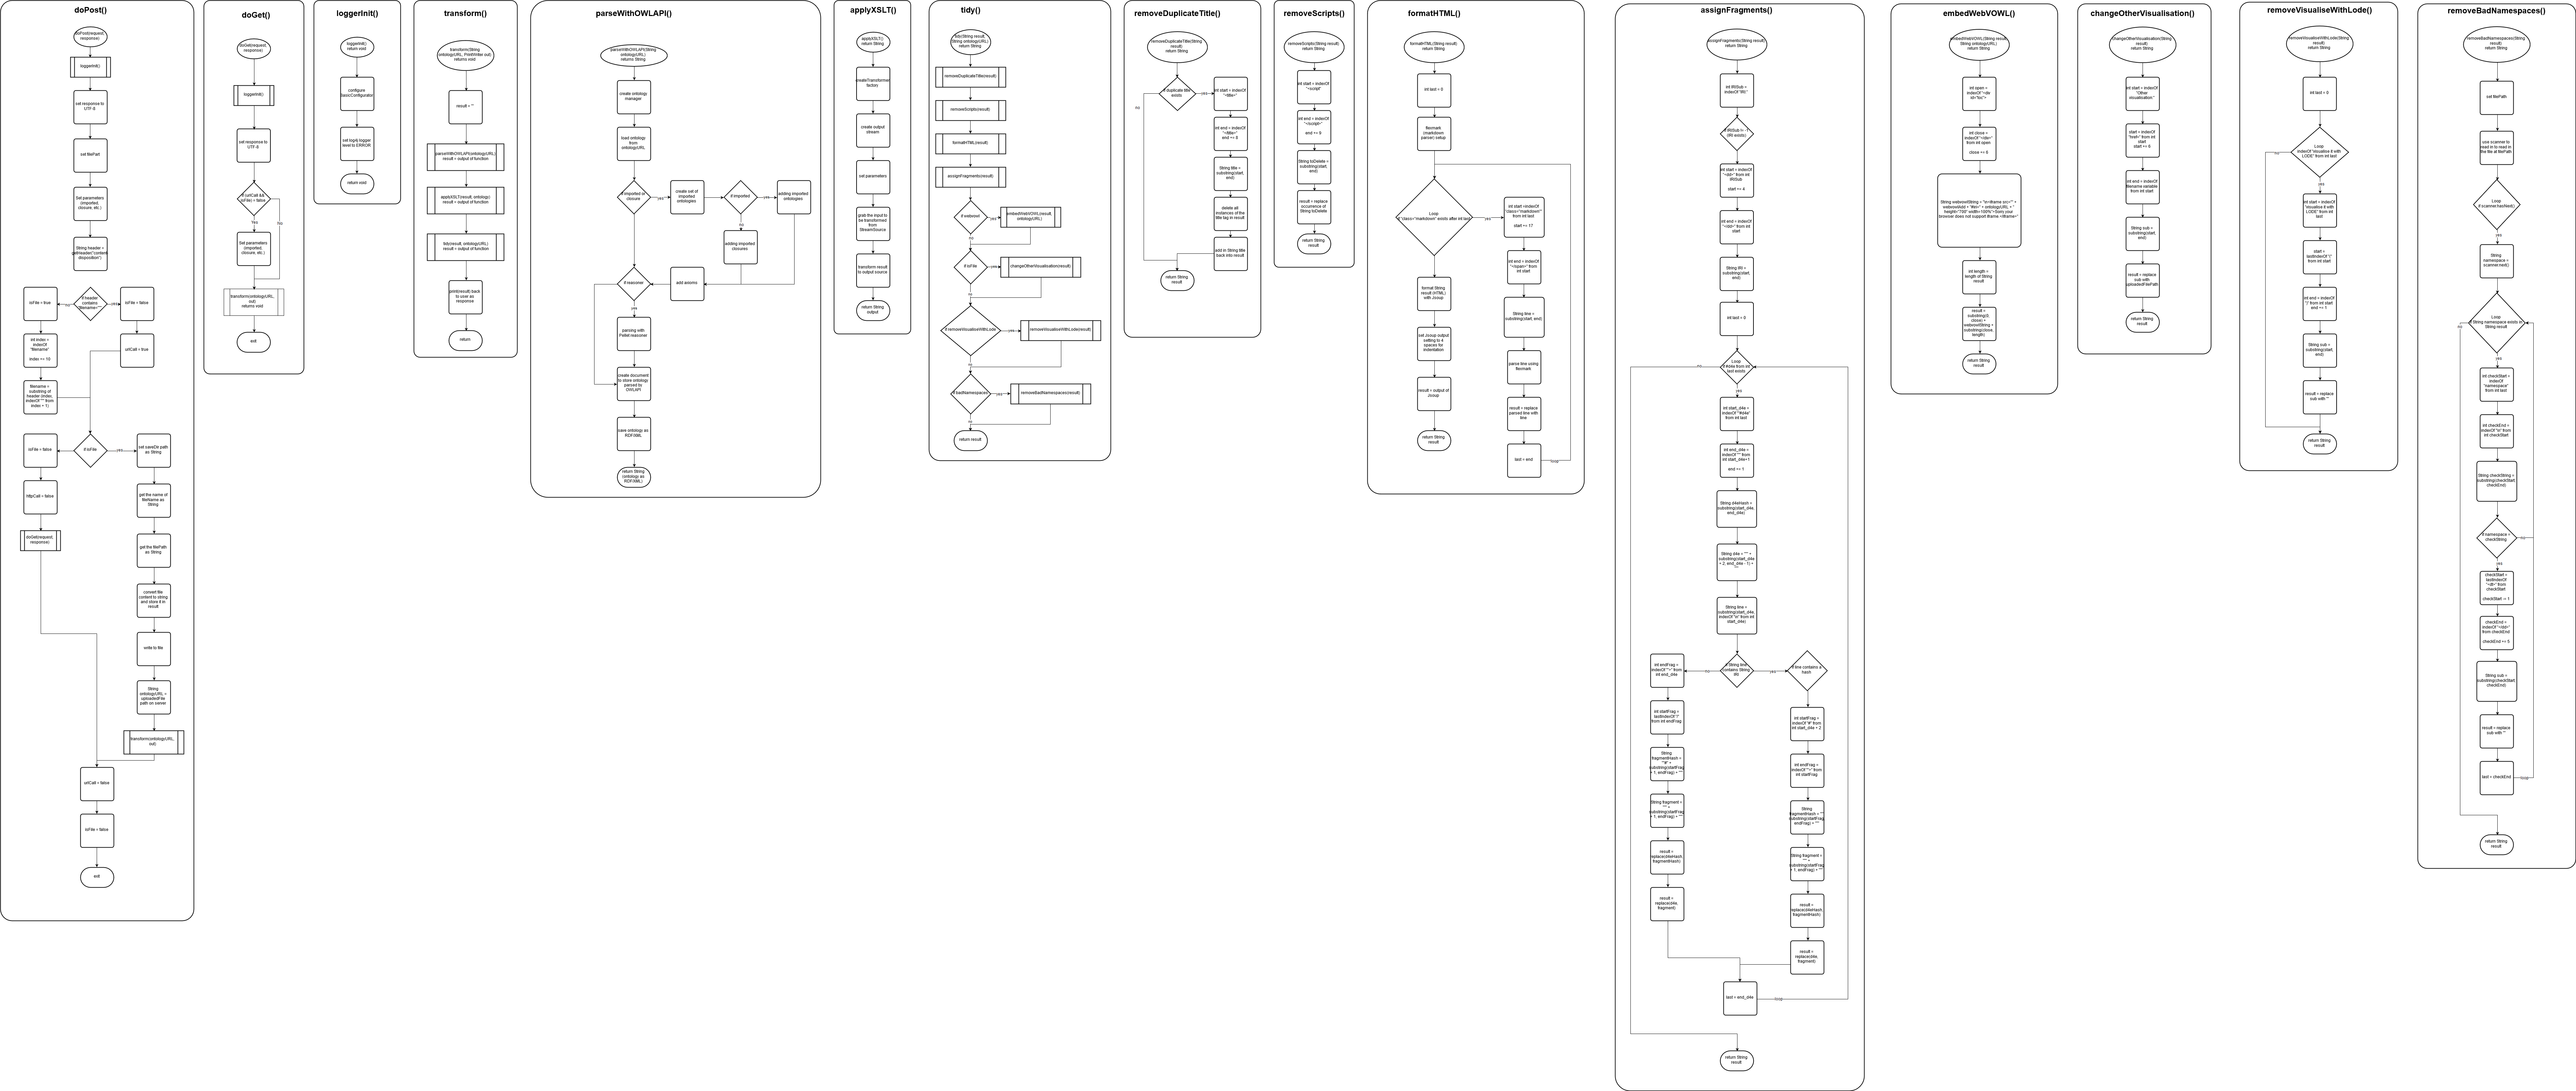 doPost()
doPost(request,
response)
loggerInit()
set response to
UTF-8
set filePart
Set parameters
(imported,
closure, etc.)
String header =
getHeader("content
disposition")
isFile = true
no
if header
contains
"filename=""
yes
isFile = false
int index =
indexOf
"filename"
index += 10
urlCall = true
filename =
substring of
header (index,
indexOf """ from
index + 1)
isFile = false
if isFile
yes
set saveDir path
as String
httpCall = false
get the name of
fileName as
String
doGet(request,
response)
get the filePath
as String
convert file
content to string
and store it in
result
write to file
String
ontologyURL =
uploadedFile
path on server
transform(ontologyURL,
out)
urlCall = false
isFile = false
exit
doGet()
doGet(request,
response)
loggerInit()
set response to
UTF-8
if (urlCall &&
isFile) = false
Yes
No
Set parameters
(imported,
closure, etc.)
transform(ontologyURL,
out)
returns void
exit
loggerInit()
loggerInit()
return void
configure
BasicConfigurator
set log4j logger
level to ERROR
return void
transform()
transform(String
ontologyURL, PrintWriter out)
returns void
result = ""
parseWithOWLAPI(ontologyURL)
result = output of function
applyXSLT(result, ontology)
result = output of function
tidy(result, ontologyURL)
result = output of function
print(result) back
to user as
response
return
parseWithOWLAPI()
parseWithOWLAPI(String
ontologyURL)
returns String
create ontology
manager
load ontology
from
ontologyURL
if imported or
closure
yes
create set of
imported
ontologies
if imported
yes
adding imported
ontologies
no
adding imported
closures
if reasoner
add axioms
yes
parsing with
Pellet reasoner
create document
to store ontology
parsed by
OWLAPI
save ontology as
RDF/XML
return String
(ontology as
RDF/XML)
applyXSLT()
applyXSLT()
return String
createTransformer
factory
create output
stream
set parameters
grab the input to
be transformed
from
StreamSource
transform result
to output source
return String
output
tidy()
tidy(String result,
String ontologyURL)
return String
removeDuplicateTitle(result)
removeScripts(result)
formatHTML(result)
assignFragments(result)
if webvowl
yes
embedWebVOWL(result,
ontologyURL)
no
if isFile
yes
changeOtherVisualisation(result)
no
if removeVisualiseWithLode
yes
removeVisualiseWithLode(result)
no
if badNamespaces
yes
removeBadNamespaces(result)
no
return result
removeDuplicateTitle()
removeDuplicateTitle(String
result)
return String
if duplicate title
exists
yes
no
int start = indexOf
"<title>"
int end = indexOf
"</title>"
end += 8
String title =
substring(start,
end)
delete all
instances of the
title tag in result
add in String title
back into result
return String
result
removeScripts()
removeScripts(String result)
return String
int start = indexOf
"<script"
int end = indexOf
"</script>"
end += 9
String toDelete =
substring(start,
end)
result = replace
occurrence of
String toDelete
return String
result
formatHTML()
formatHTML(String result)
return String
int last = 0
flexmark
(markdown
parser) setup
Loop
if "class="markdown" exists after int last
yes
int start =indexOf
"class="markdown"
from int last
start += 17
int end = indexOf
"</span>" from
int start
format String
result (HTML)
with Jsoup
String line =
substring(start, end)
set Jsoup output
setting to 4
spaces for
indentation
parse line using
flexmark
result = output of
Jsoup
result = replace
parsed line with
line
return String
result
last = end
loop
assignFragments()
assignFragments(String result)
return String
int IRISub =
indexOf "IRI:"
if IRISub != -1
(IRI exists)
int start = indexOf
"<dd>" from int
IRISub
start += 4
int end = indexOf
"</dd>" from int
start
String IRI =
substring(start,
end).
int last = 0
Loop
if #d4e from int
last exists
no
yes
int start_d4e =
indexOf ""#d4e"
from int last
int end_d4e =
indexOf """ from
int start_d4e+1
end += 1
String d4eHash =
substring(start_d4e,
end_d4e)
String d4e = """ +
substring(start_d4e
+ 2, end_d4e - 1) +
"""
String line =
substring(start_d4e,
indexOf "\n" from int
start_d4e)
if String line
contains String
IRI
no
yes
int endFrag =
indexOf "">" from
int end_d4e
if line contains a
hash
int startFrag =
lastIndexOf "/"
from int endFrag
int startFrag =
indexOf "#" from
int start_d4e + 2
String
fragmentHash =
""#" +
substring(startFrag
+ 1, endFrag) + """
int endFrag =
indexOf "">" from
int startFrag
String fragment =
""" +
substring(startFrag
+ 1, endFrag) + """
String
fragmentHash = """
substring(startFrag,
endFrag) + """
result =
replace(d4eHash,
fragmentHash)
String fragment =
""" +
substring(startFrag
+ 1, endFrag) + """
result =
replace(d4e,
fragment)
result =
replace(d4eHash,
fragmentHash)
result =
replace(d4e,
fragment)
last = end_d4e
loop
return String
result
embedWebVOWL()
embedWebVOWL(String result,
String ontologyURL)
return String
int open =
indexOf "<div
id="toc">
int close =
indexOf "</div>"
from int open
close += 6
String webvowlString = "\n<iframe src=\"" +
webvowlAdd + "#iri=" + ontologyURL + "
height="700" width=100%">Sorry your
browser does not support iframe.</iframe>"
int length =
length of String
result
result =
substring(0,
close) +
webvowlString +
substring(close,
length)
return String
result
changeOtherVisualisation()
changeOtherVisualisation(String
result)
return String
int start = indexOf
"Other
visualisation:"
start = indexOf
"href=" from int
start
start += 6
int end = indexOf
filename variable
from int start
String sub =
substring(start,
end).
result = replace
sub with
uploadedFilePath
return String
result
removeVisualiseWithLode()
removeVisualiseWithLode(String
result)
return String
int last = 0
Loop
indexOf "visualise it with
LODE" from int last
no
yes
start = indexOf
"visualise it with
LODE" from int
last
start =
lastIndexOf "("
from int start
int end = indexOf
")" from int start
end += 1
String sub =
substring(start,
end)
result = replace
sub with ""
return String
result
removeBadNamespaces()
removeBadNamespaces(String
result)
return String
set filePath
use scanner
to read in to read in
the file at filePath
Loop
if scanner.hasNext()
yes
String
namespace =
scanner.next()
Loop
if String namespace exists in
String result
no
yes
int checkStart =
indexOf
"namespace"
from int last
int checkEnd =
indexOf "\n" from
int checkStart
String checkString =
substring(checkStart,
checkEnd)
if namespace =
checkString
no
yes
checkStart =
lastIndexOf
"<dt>" from
checkStart
checkStart -= 1
checkEnd =
indexOf "</dd>"
from checkEnd
checkEnd += 5
String sub =
substring(checkStart,
checkEnd)
result = replace
sub with ""
last = checkEnd
loop
return String
result